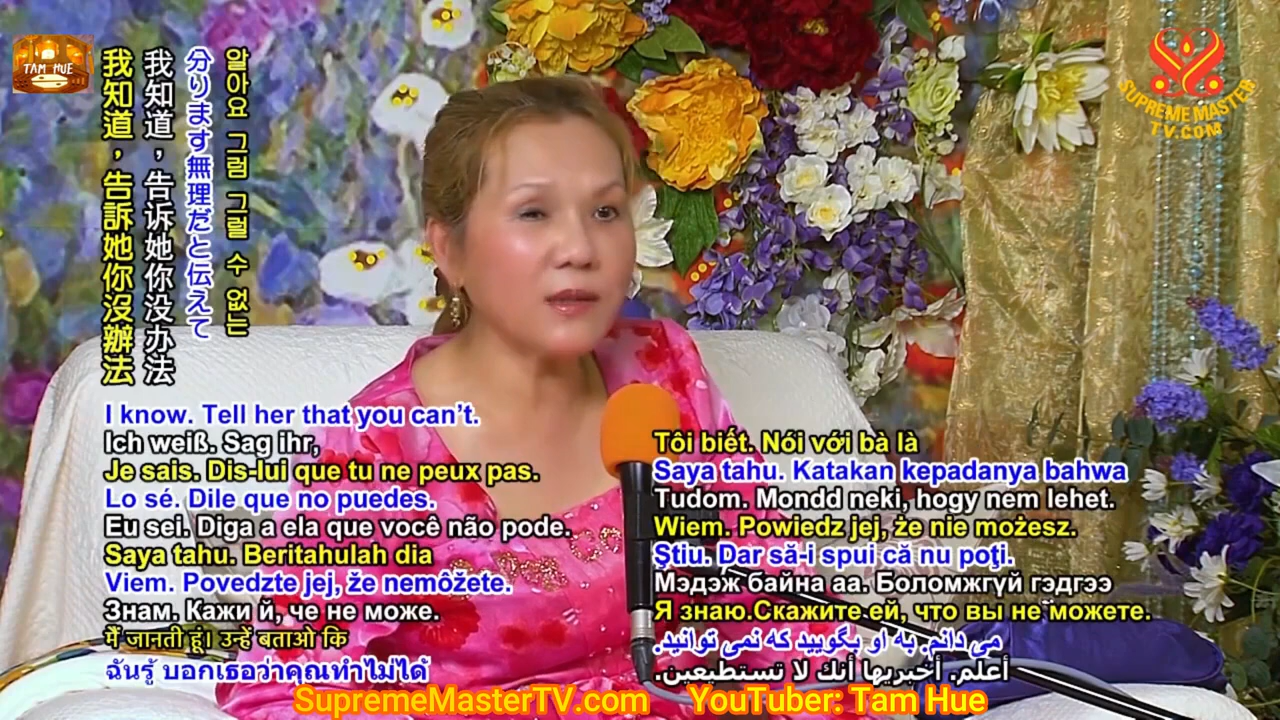 TAM HUE
SUPREME MASTER
TV.COM
我知道，告訴她你沒辦法
我知道，告诉她你没办法
分ります無理だと伝えて
알아요 그럼 그럴 수 없는
I know. Tell her that you can’t.
Ich weiß. Sag ihr,
Je sais. Dis-lui que tu ne peux pas.
Lo sé. Dile que no puedes.
Eu sei. Diga a ela que você não pode.
Saya tahu. Beritahulah dia
Viem. Povedzte jej, že nemôžete.
Знам. Кажи й, че не може.
मैं जानती हूं। उन्हें बताओ कि
ฉันรู้ บอกเธอว่าคุณทำไม่ได้
Tôi biết. Nói với bà là
Saya tahu. Katakan kepadanya bahwa
Tudom. Mondd neki, hogy nem lehet.
Wiem. Powiedz jej, że nie możesz.
Ştiu. Dar să-i spui că nu poţi.
Мэдэж байна аа. Боломжгүй гэдгээ
Я знаю.Скажите ей, что вы не можете.
می دانم. به او بگویید که نمی توانید.
أعلم. أخبريها أنك لا تستطيعين.
SupremeMasterTV.com YouTuber: Tam Hue